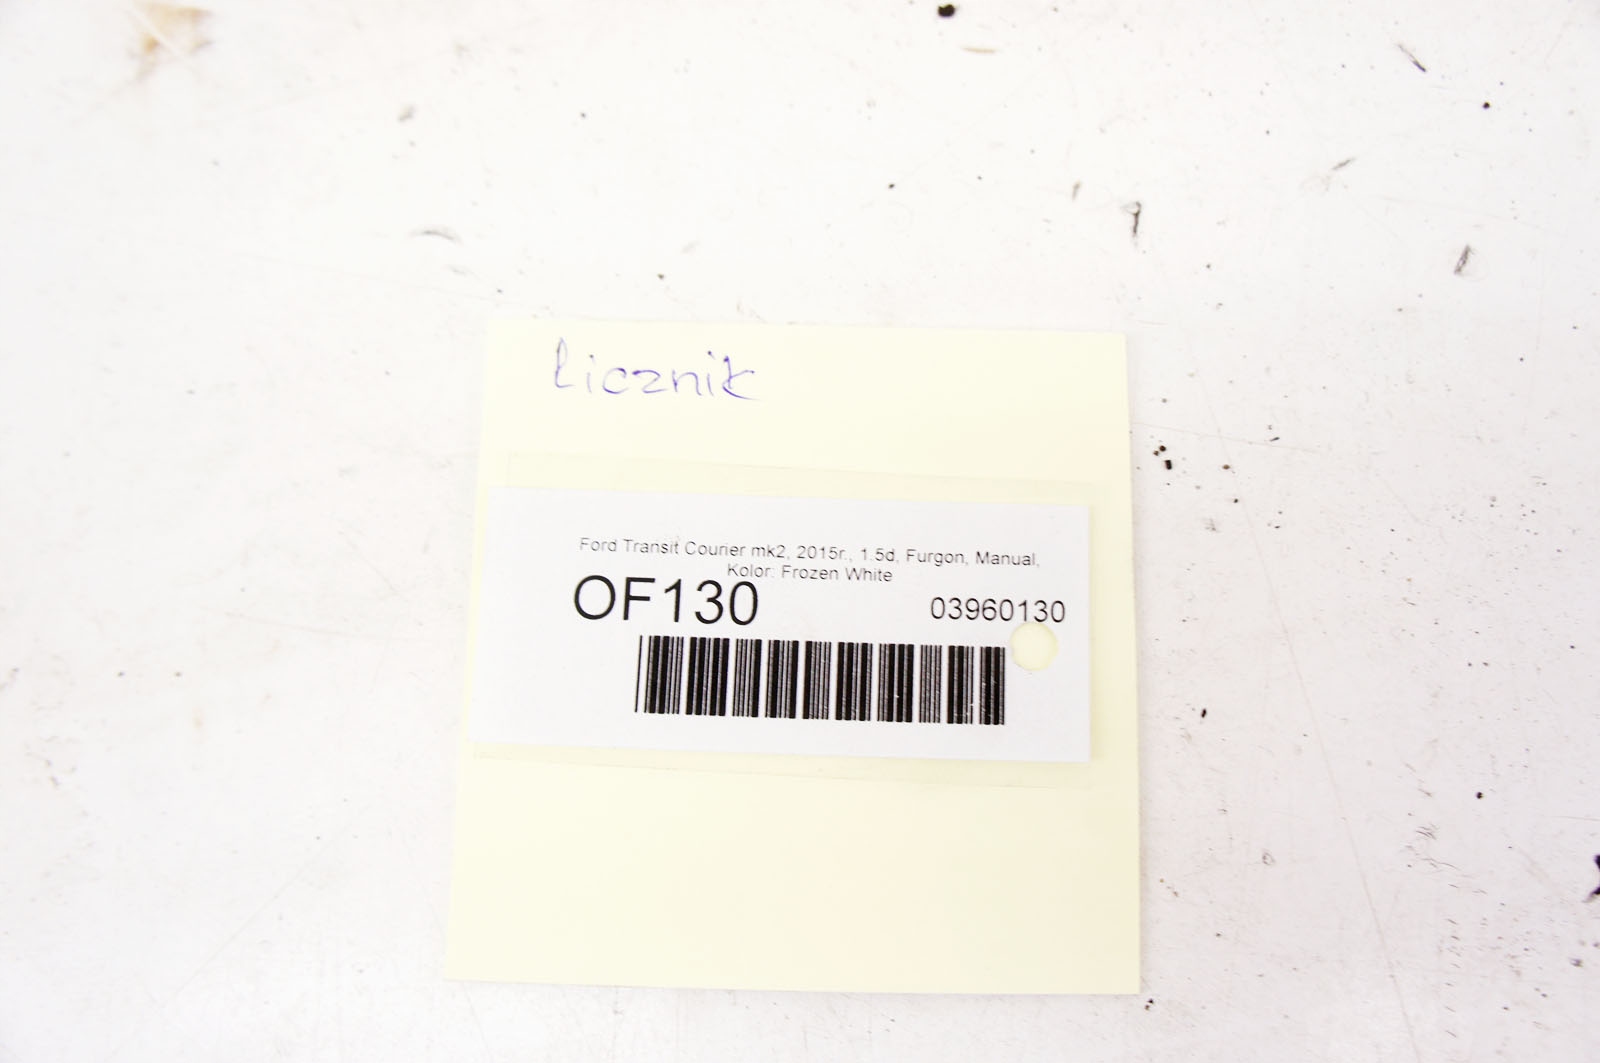 Licznik
Ford Transit Courier mk2, 2015r., 1.5d, Furgon, Manual,
Kolor: Frozen White
OF130
03960130